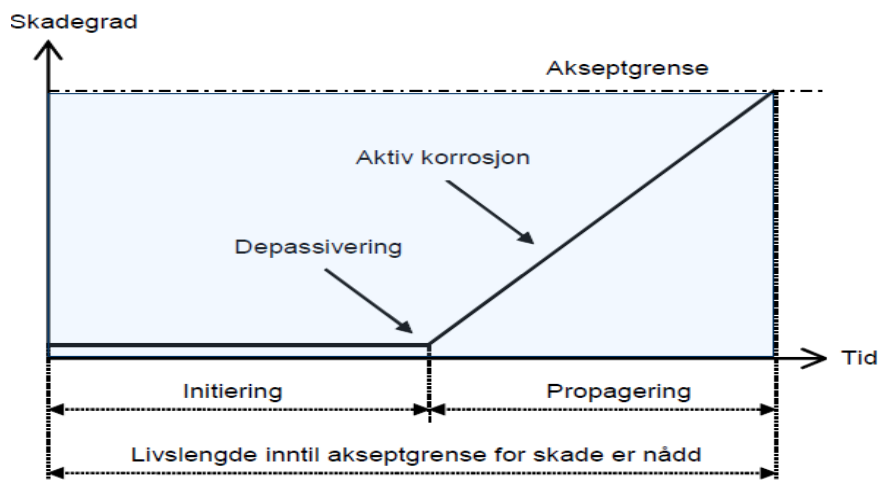 Skadegrad
Akseptgrense
Aktiv korrosjon
Depassivering
Tid
Initiering
Propagering
Livslengde inntil akseptgrense for skade er nådd